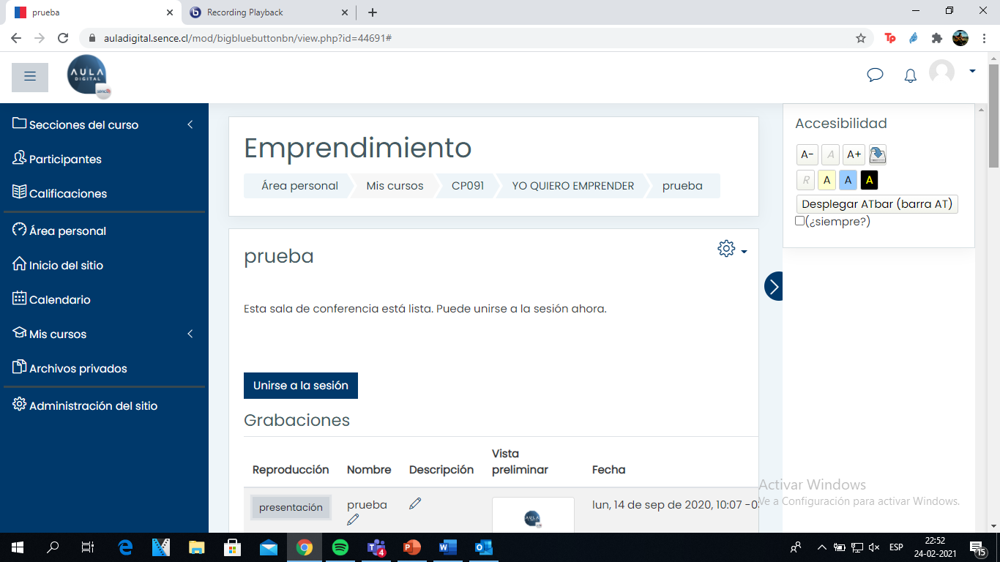 prueba
Recording Playback
auladigital.sence.cl/mod/bigbluebuttonbn/view.php?id=44691#
AULA
DIGITAL
sence
Secciones del curso
Participantes
Calificaciones
Área personal
Inicio del sitio
Calendario
Mis cursos
Archivos privados
Administración del sitio
Emprendimiento
Área personal Mis cursos CP091 YO QUIERO EMPRENDER prueba
prueba
Esta sala de conferencia está lista. Puede unirse a la sesión ahora.
Unirse a la sesión
Grabaciones
Reproducción Nombre Descripción Vista preliminar Fecha
presentación prueba lun, 14 de sep de 2020, 10:07 -0
Accesibilidad
A- A A+
R A A A
Desplegar ATbar (barra AT)
(¿siempre?)
Activar Windows
Ve a Configuración para activar Windows.
ESP
22:52
24-02-2021
15
4